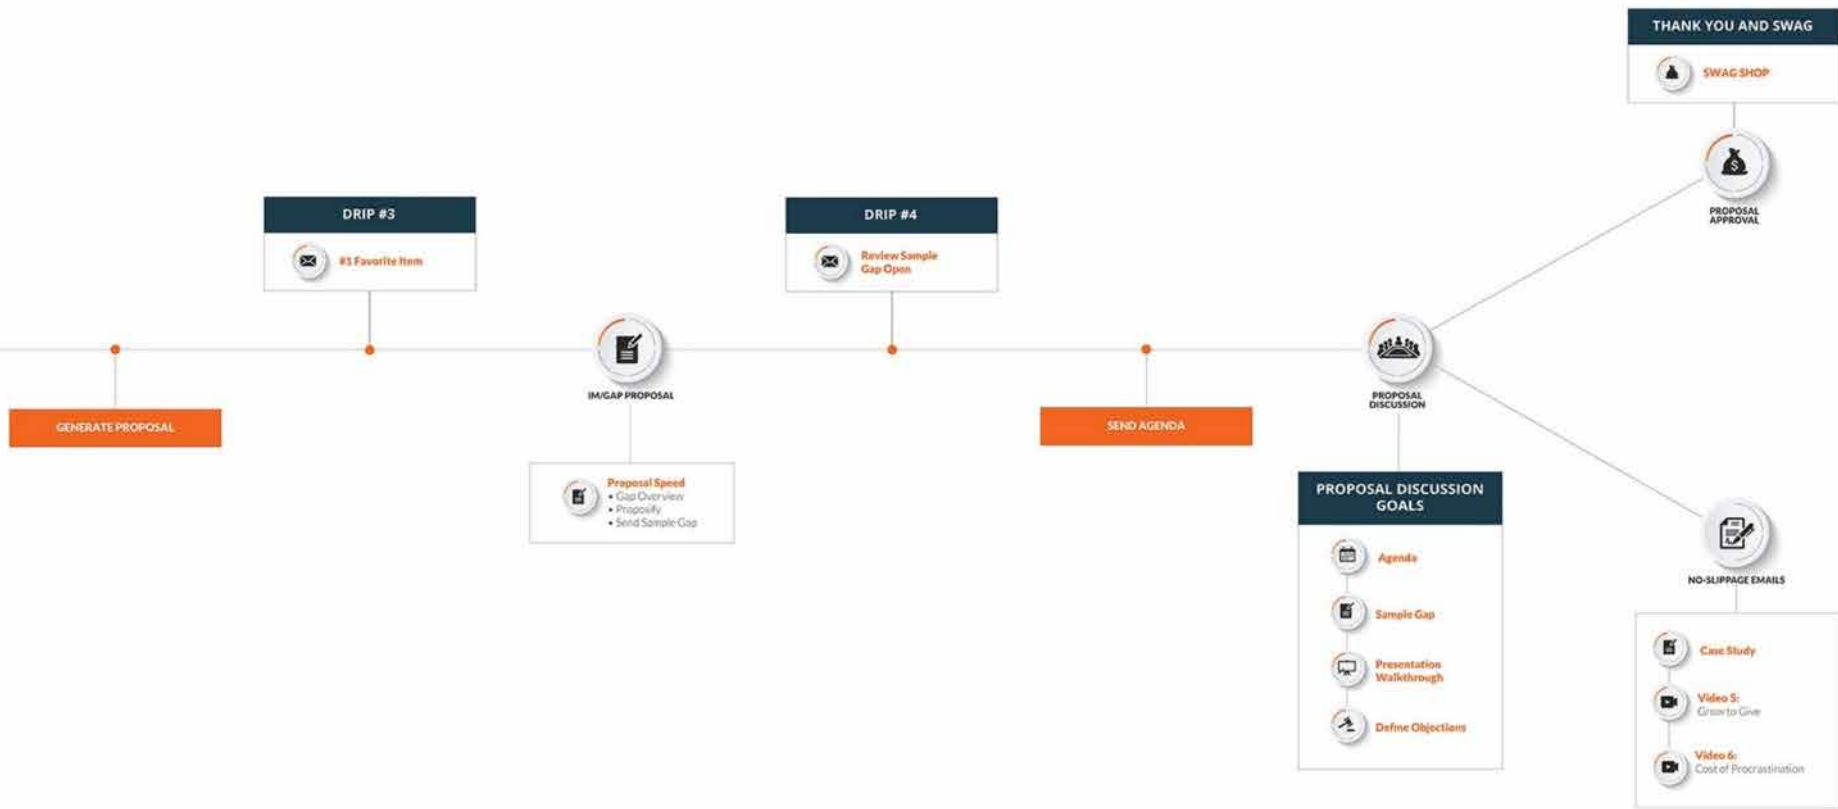 THANK YOU AND SWAG
SWAG SHOP
PROPOSAL
APPROVAL
DRIP #3
#1 Favorite Item
DRIP #4
Review Sample
Gap Open
GENERATE PROPOSAL
IM/GAP PROPOSAL
Proposal Speed
• Gap Overview
• Proposify
• Send Sample Gap
SEND AGENDA
PROPOSAL
DISCUSSION
PROPOSAL DISCUSSION
GOALS
Agenda
Sample Gap
Presentation
Walkthrough
Define Objections
NO-SLIPPAGE EMAILS
Case Study
Video 5:
Grow to Give
Video 6:
Cost of Procrastination